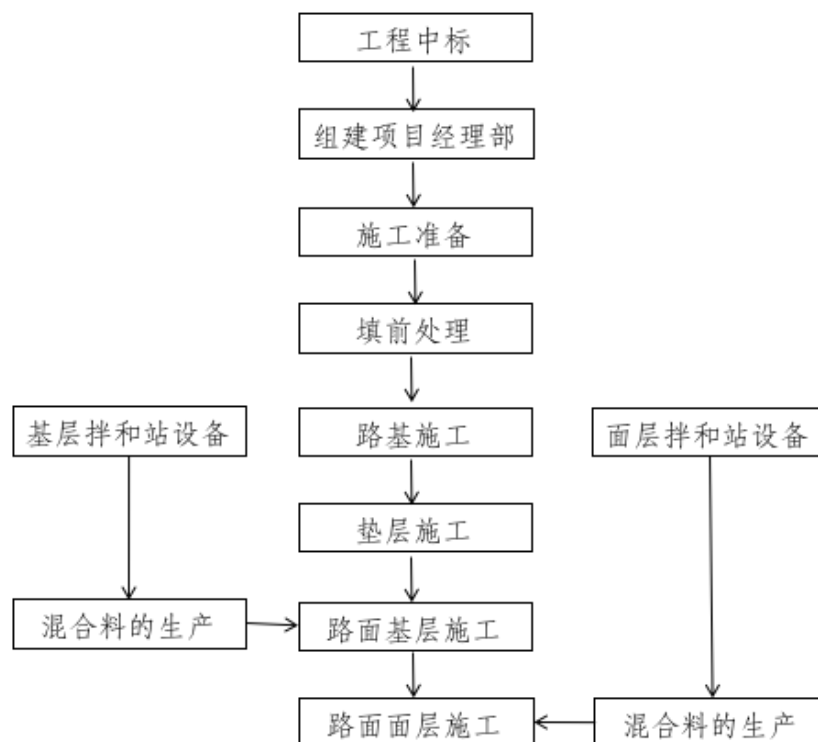 工程中标
组建项目经理部
施工准备
填前处理
基层拌和站设备
路基施工
面层拌和站设备
垫层施工
混合料的生产
路面基层施工
路面面层施工
混合料的生产